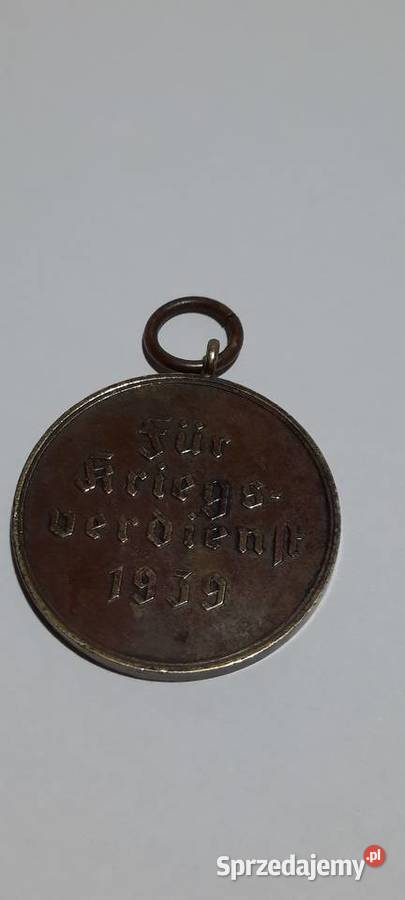 Für
Kriegs-
verdienst
1939
Sprzedajemy.pl